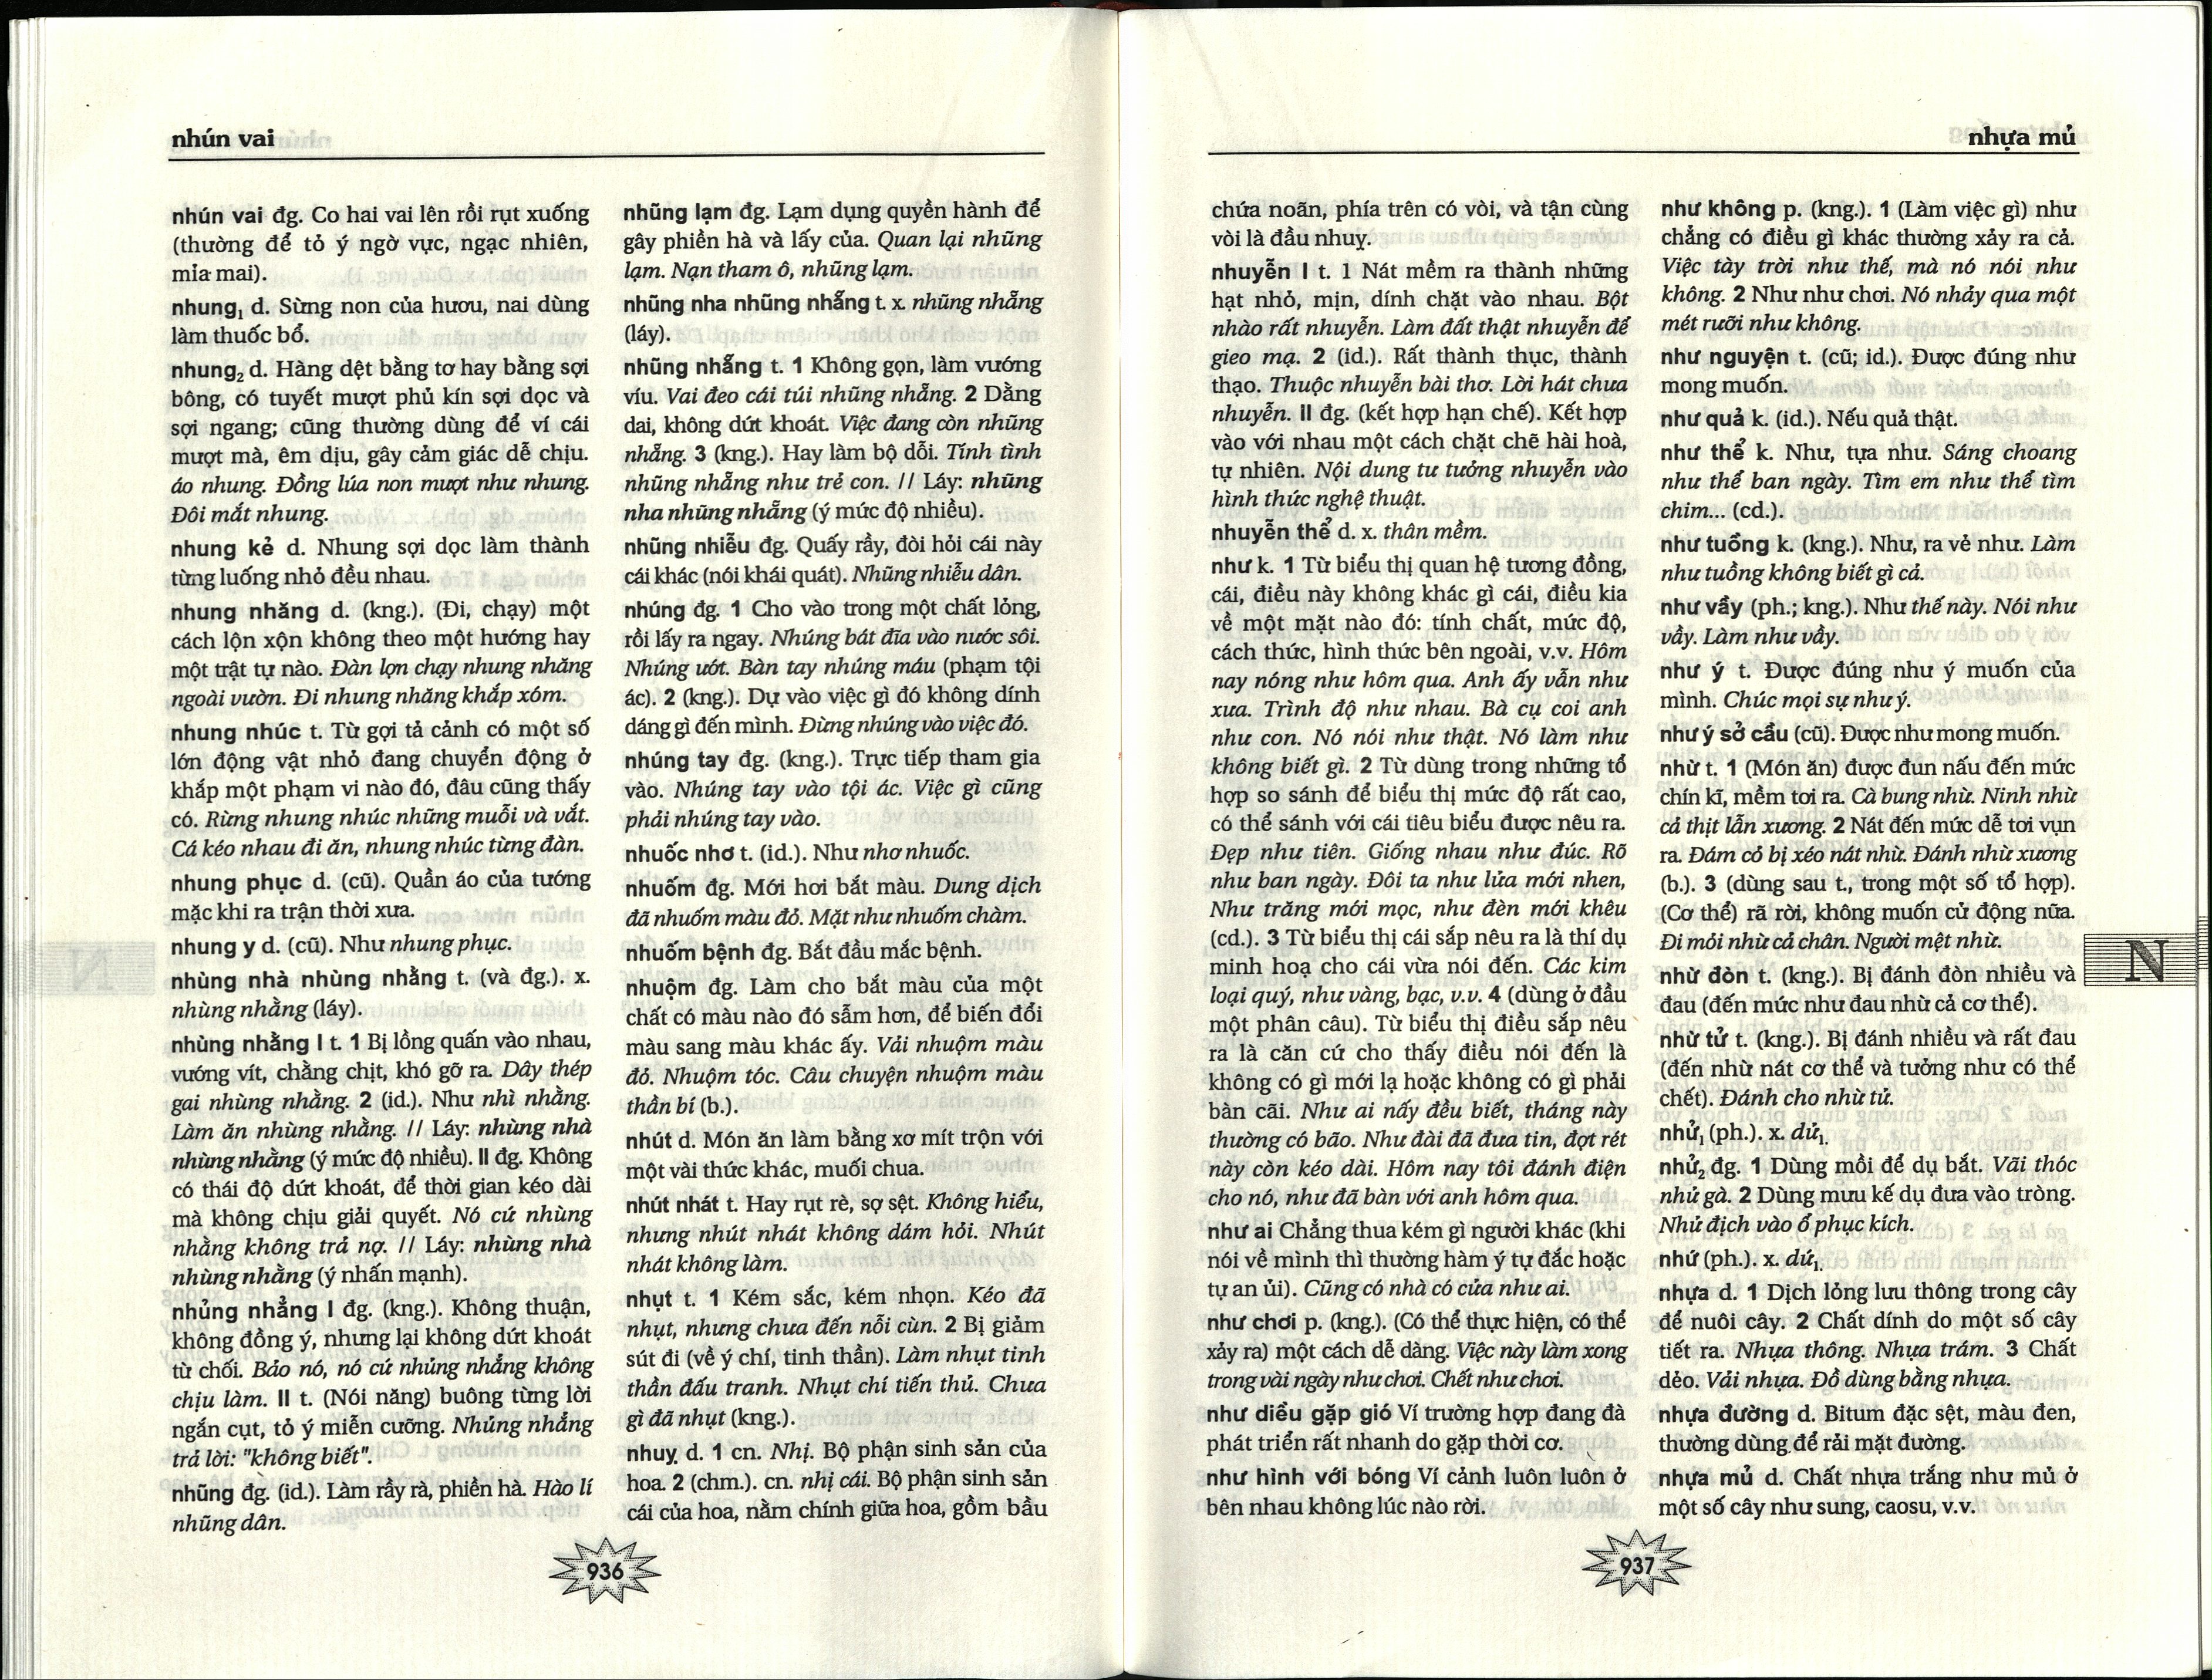 nhún vai
nhún vai đg. Co hai vai lên rồi rụt xuống
(thường để tỏ ý ngờ vực, ngạc nhiên,
mỉa mai).
nhung₁ d. Sừng non của hươu, nai dùng
làm thuốc bổ.
nhung₂ d. Hàng dệt bằng tơ hay bằng sợi
bông, có tuyết mượt phủ kín sợi dọc và
sợi ngang; cũng thường dùng để ví cái
mượt mà, êm dịu, gây cảm giác dễ chịu.
áo nhung. Đồng lúa non mượt như nhung.
Đôi mắt nhung.
nhung kẻ d. Nhung sợi dọc làm thành
từng luống nhỏ đều nhau.
nhung nhăng d. (kng.). (Đi, chạy) một
cách lộn xộn không theo một hướng hay
một trật tự nào. Đàn lợn chạy nhung nhăng
ngoài vườn. Đi nhung nhăng khắp xóm.
nhung nhúc t. Từ gợi tả cảnh có một số
lớn động vật nhỏ đang chuyển động ở
khắp một phạm vi nào đó, đâu cũng thấy
có. Rừng nhung nhúc những muỗi và vắt.
Cá kéo nhau đi ăn, nhung nhúc từng đàn.
nhung phục d. (cũ). Quần áo của tướng
mặc khi ra trận thời xưa.
nhung y d. (cũ). Như nhung phục.
nhùng nhà nhùng nhằng t. (và đg.). x.
nhùng nhằng (láy).
nhùng nhằng I t. 1 Bị lồng quấn vào nhau,
vướng vít, chằng chịt, khó gỡ ra. Dây thép
gai nhùng nhằng. 2 (id.). Như nhì nhằng.
Làm ăn nhùng nhằng. // Láy: nhùng nhà
nhùng nhằng (ý mức độ nhiều). II đg. Không
có thái độ dứt khoát, để thời gian kéo dài
mà không chịu giải quyết. Nó cứ nhùng
nhằng không trả nợ. // Láy: nhùng nhà
nhùng nhằng (ý nhấn mạnh).
nhủng nhẳng I đg. (kng.). Không thuận,
không đồng ý, nhưng lại không dứt khoát
từ chối. Bảo nó, nó cứ nhủng nhẳng không
chịu làm. II t. (Nói năng) buông từng lời
ngắn cụt, tỏ ý miễn cưỡng. Nhủng nhẳng
trả lời: "không biết".
nhũng đg. (id.). Làm rầy rà, phiền hà. Hào lí
nhũng dân.
nhũng lạm đg. Lạm dụng quyền hành để
gây phiền hà và lấy của. Quan lại nhũng
lạm. Nạn tham ô, nhũng lạm.
nhũng nha nhũng nhẵng t. x. nhũng nhẵng
(láy).
nhũng nhẵng t. 1 Không gọn, làm vướng
víu. Vai đeo cái túi nhũng nhẵng. 2 Dằng
dai, không dứt khoát. Việc đang còn nhũng
nhẵng. 3 (kng.). Hay làm bộ dỗi. Tính tình
nhũng nhẵng như trẻ con. // Láy: nhũng
nha nhũng nhẵng (ý mức độ nhiều).
nhũng nhiễu đg. Quấy rầy, đòi hỏi cái này
cái khác (nói khái quát). Nhũng nhiễu dân.
nhúng đg. 1 Cho vào trong một chất lỏng,
rồi lấy ra ngay. Nhúng bát đĩa vào nước sôi.
Nhúng ướt. Bàn tay nhúng máu (phạm tội
ác). 2 (kng.). Dự vào việc gì đó không dính
dáng gì đến mình. Đừng nhúng vào việc đó.
nhúng tay đg. (kng.). Trực tiếp tham gia
vào. Nhúng tay vào tội ác. Việc gì cũng
phải nhúng tay vào.
nhuốc nhơ t. (id.). Như nhơ nhuốc.
nhuốm đg. Mới hơi bắt màu. Dung dịch
đã nhuốm màu đỏ. Mặt như nhuốm chàm.
nhuốm bệnh đg. Bắt đầu mắc bệnh.
nhuộm đg. Làm cho bắt màu của một
chất có màu nào đó sẫm hơn, để biến đổi
màu sang màu khác ấy. Vải nhuộm màu
đỏ. Nhuộm tóc. Câu chuyện nhuộm màu
thần bí (b.).
nhút d. Món ăn làm bằng xơ mít trộn với
một vài thức khác, muối chua.
nhút nhát t. Hay rụt rè, sợ sệt. Không hiểu,
nhưng nhút nhát không dám hỏi. Nhút
nhát không làm.
nhụt t. 1 Kém sắc, kém nhọn. Kéo đã
nhụt, nhưng chưa đến nỗi cùn. 2 Bị giảm
sút đi (về ý chí, tinh thần). Làm nhụt tinh
thần đấu tranh. Nhụt chí tiến thủ. Chưa
gì đã nhụt (kng.).
nhuỵ d. 1 cn. Nhị. Bộ phận sinh sản của
hoa. 2 (chm.). cn. nhị cái. Bộ phận sinh sản
cái của hoa, nằm chính giữa hoa, gồm bầu
936
nhựa mủ
chứa noãn, phía trên có vòi, và tận cùng
vòi là đầu nhuỵ.
nhuyễn I t. 1 Nát mềm ra thành những
hạt nhỏ, mịn, dính chặt vào nhau. Bột
nhào rất nhuyễn. Làm đất thật nhuyễn để
gieo mạ. 2 (id.). Rất thành thục, thành
thạo. Thuộc nhuyễn bài thơ. Lời hát chưa
nhuyễn. II đg. (kết hợp hạn chế). Kết hợp
vào với nhau một cách chặt chẽ hài hoà,
tự nhiên. Nội dung tư tưởng nhuyễn vào
hình thức nghệ thuật.
nhuyễn thể d. x. thân mềm.
như k. 1 Từ biểu thị quan hệ tương đồng,
cái, điều này không khác gì cái, điều kia
về một mặt nào đó: tính chất, mức độ,
cách thức, hình thức bên ngoài, v.v. Hôm
nay nóng như hôm qua. Anh ấy vẫn như
xưa. Trình độ như nhau. Bà cụ coi anh
như con. Nó nói như thật. Nó làm như
không biết gì. 2 Từ dùng trong những tổ
hợp so sánh để biểu thị mức độ rất cao,
có thể sánh với cái tiêu biểu được nêu ra.
Đẹp như tiên. Giống nhau như đúc. Rõ
như ban ngày. Đôi ta như lửa mới nhen,
Như trăng mới mọc, như đèn mới khêu
(cd.). 3 Từ biểu thị cái sắp nêu ra là thí dụ
minh hoạ cho cái vừa nói đến. Các kim
loại quý, như vàng, bạc, v.v. 4 (dùng ở đầu
một phân câu). Từ biểu thị điều sắp nêu
ra là căn cứ cho thấy điều nói đến là
không có gì mới lạ hoặc không có gì phải
bàn cãi. Như ai nấy đều biết, tháng này
thường có bão. Như đài đã đưa tin, đợt rét
này còn kéo dài. Hôm nay tôi đánh điện
cho nó, như đã bàn với anh hôm qua.
như ai Chẳng thua kém gì người khác (khi
nói về mình thì thường hàm ý tự đắc hoặc
tự an ủi). Cũng có nhà có cửa như ai.
như chơi p. (kng.). (Có thể thực hiện, có thể
xảy ra) một cách dễ dàng. Việc này làm xong
trong vài ngày như chơi. Chết như chơi.
như diều gặp gió Ví trường hợp đang đà
phát triển rất nhanh do gặp thời cơ.
như hình với bóng Ví cảnh luôn luôn ở
bên nhau không lúc nào rời.
như không p. (kng.). 1 (Làm việc gì) như
chẳng có điều gì khác thường xảy ra cả.
Việc tày trời như thế, mà nó nói như
không. 2 Như như chơi. Nó nhảy qua một
mét rưỡi như không.
như nguyện t. (cũ; id.). Được đúng như
mong muốn.
như quả k. (id.). Nếu quả thật.
như thể k. Như, tựa như. Sáng choang
như thể ban ngày. Tìm em như thể tìm
chim... (cd.).
như tuồng k. (kng.). Như, ra vẻ như. Làm
như tuồng không biết gì cả.
như vầy (ph.; kng.). Như thế này. Nói như
vầy. Làm như vầy.
như ý t. Được đúng như ý muốn của
mình. Chúc mọi sự như ý.
như ý sở cầu (cũ). Được như mong muốn.
nhừ t. 1 (Món ăn) được đun nấu đến mức
chín kĩ, mềm tơi ra. Cà bung nhừ. Ninh nhừ
cả thịt lẫn xương. 2 Nát đến mức dễ tơi vụn
ra. Đám cỏ bị xéo nát nhừ. Đánh nhừ xương
(b.). 3 (dùng sau t., trong một số tổ hợp).
(Cơ thể) rã rời, không muốn cử động nữa.
Đi mỏi nhừ cả chân. Người mệt nhừ.
nhừ đòn t. (kng.). Bị đánh đòn nhiều và
đau (đến mức như đau nhừ cả cơ thể).
nhừ tử t. (kng.). Bị đánh nhiều và rất đau
(đến nhừ nát cơ thể và tưởng như có thể
chết). Đánh cho nhừ tử.
nhử₁ (ph.). x. dứ₁.
nhử₂ đg. 1 Dùng mồi để dụ bắt. Vãi thóc
nhử gà. 2 Dùng mưu kế dụ đưa vào tròng.
Nhử địch vào ổ phục kích.
nhứ (ph.). x. dứ₁.
nhựa d. 1 Dịch lỏng lưu thông trong cây
để nuôi cây. 2 Chất dính do một số cây
tiết ra. Nhựa thông. Nhựa trám. 3 Chất
dẻo. Vải nhựa. Đồ dùng bằng nhựa.
nhựa đường d. Bitum đặc sệt, màu đen,
thường dùng để rải mặt đường.
nhựa mủ d. Chất nhựa trắng như mủ ở
một số cây như sung, caosu, v.v.
N
937